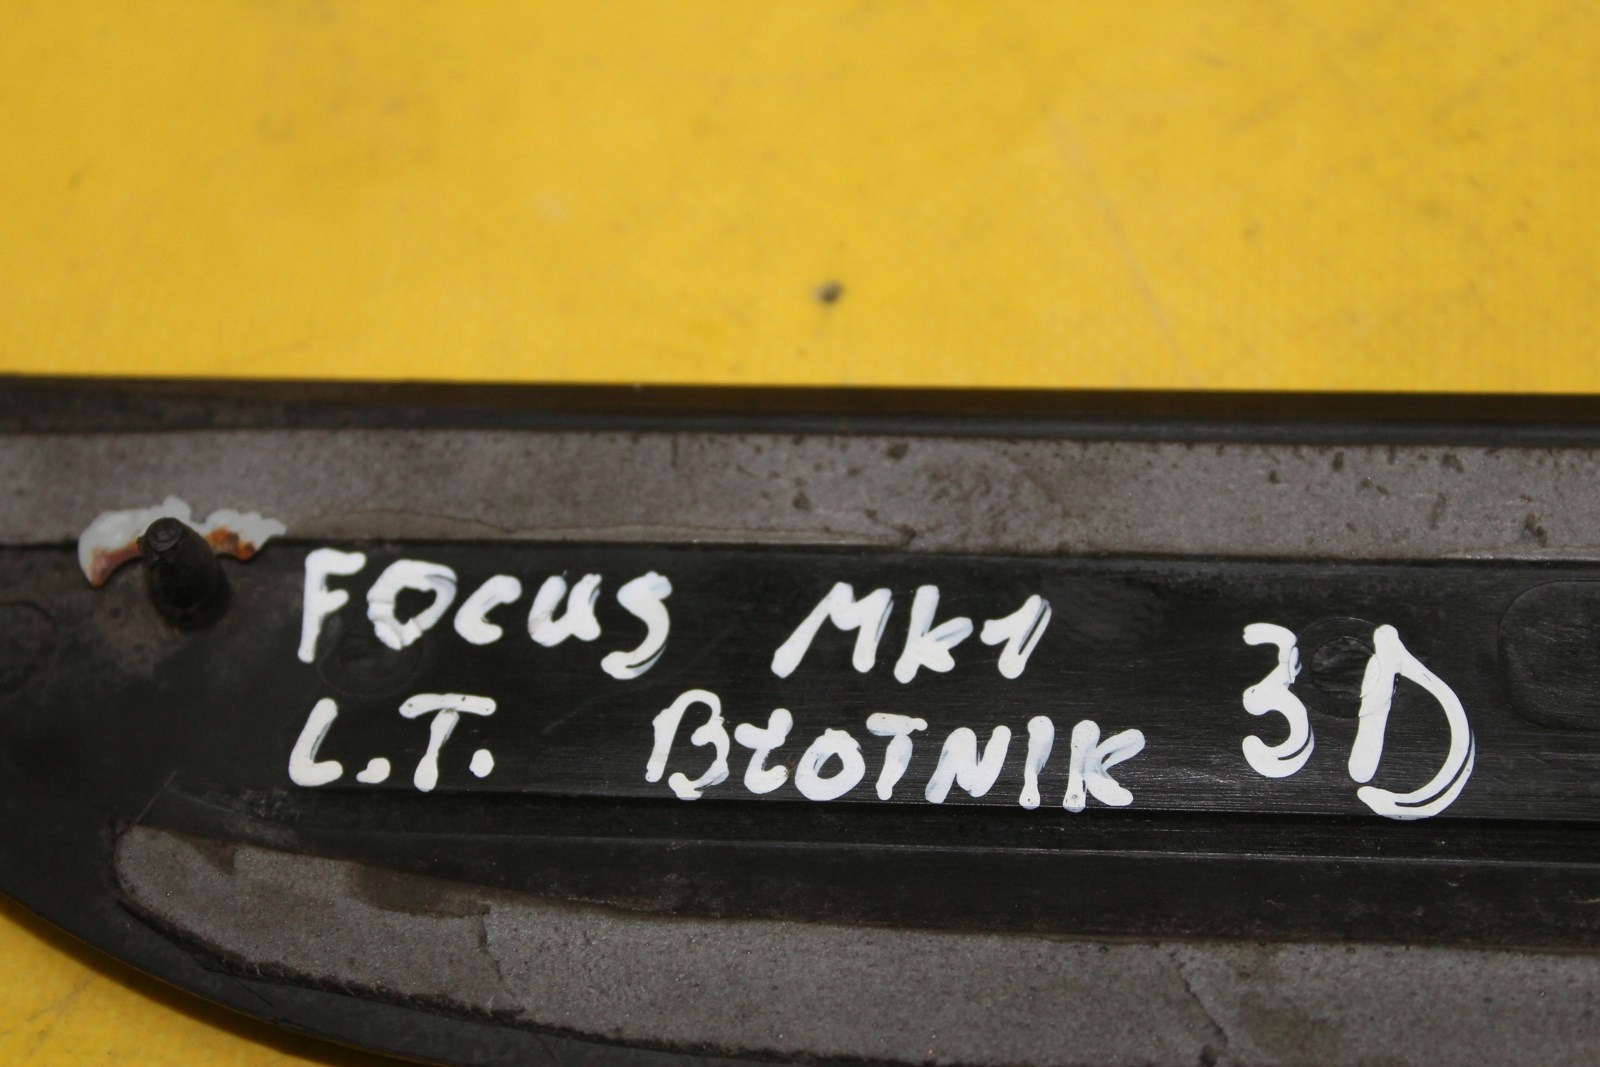 FOCUS MK1
L.T. BŁOTNIK 3D